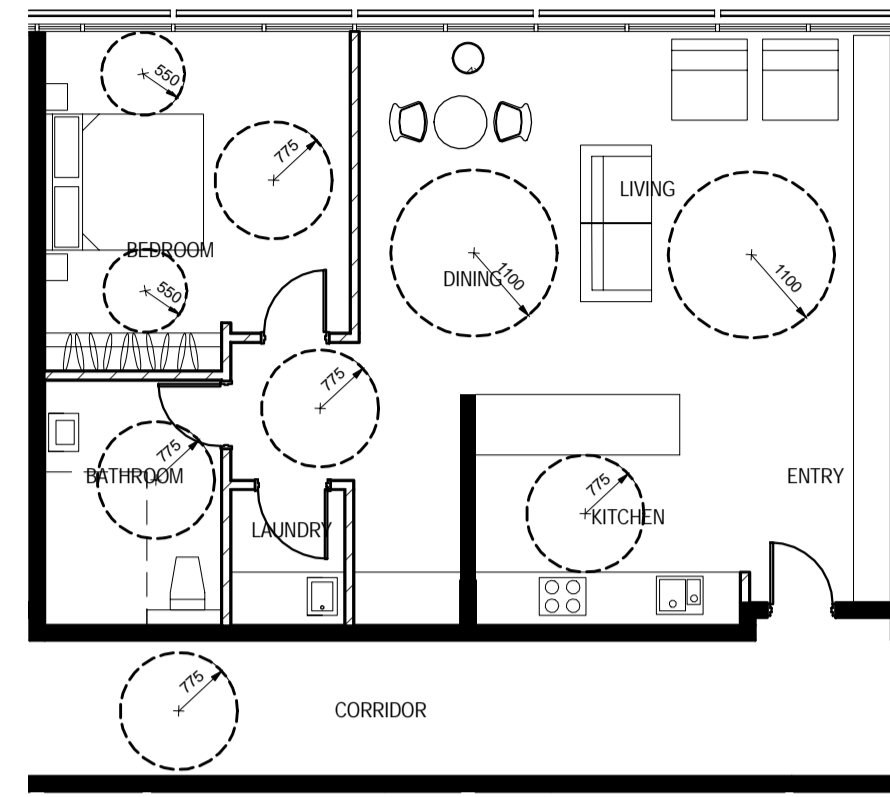 550
775
LIVING
BEDROOM
DINING
1100
1100
550
775
775
BATHROOM
775
ENTRY
KITCHEN
LAUNDRY
775
CORRIDOR